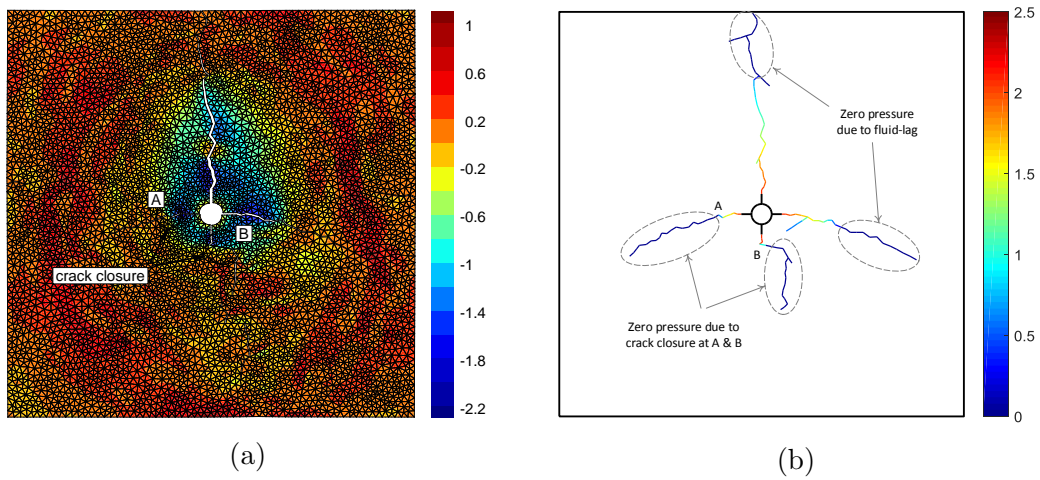 A
B
crack closure
1
0.6
0.2
-0.2
-0.6
-1
-1.4
-1.8
-2.2
(a)
Zero pressure
due to fluid-lag
A
B
Zero pressure due to
crack closure at A & B
2.5
2
1.5
1
0.5
0
(b)